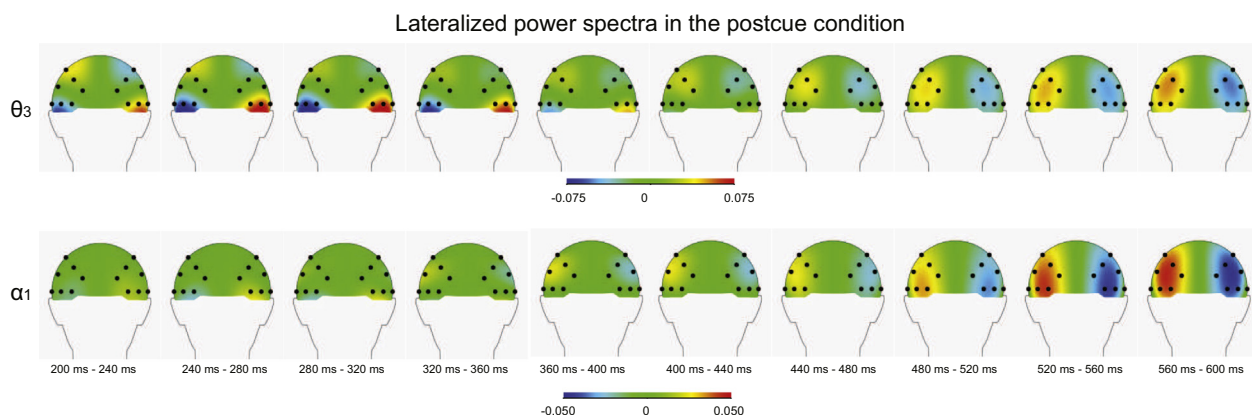 Lateralized power spectra in the postcue condition
θ3
-0.075 0 0.075
α1
200 ms - 240 ms 240 ms - 280 ms 280 ms - 320 ms 320 ms - 360 ms 360 ms - 400 ms 400 ms - 440 ms 440 ms - 480 ms 480 ms - 520 ms 520 ms - 560 ms 560 ms - 600 ms
-0.050 0 0.050